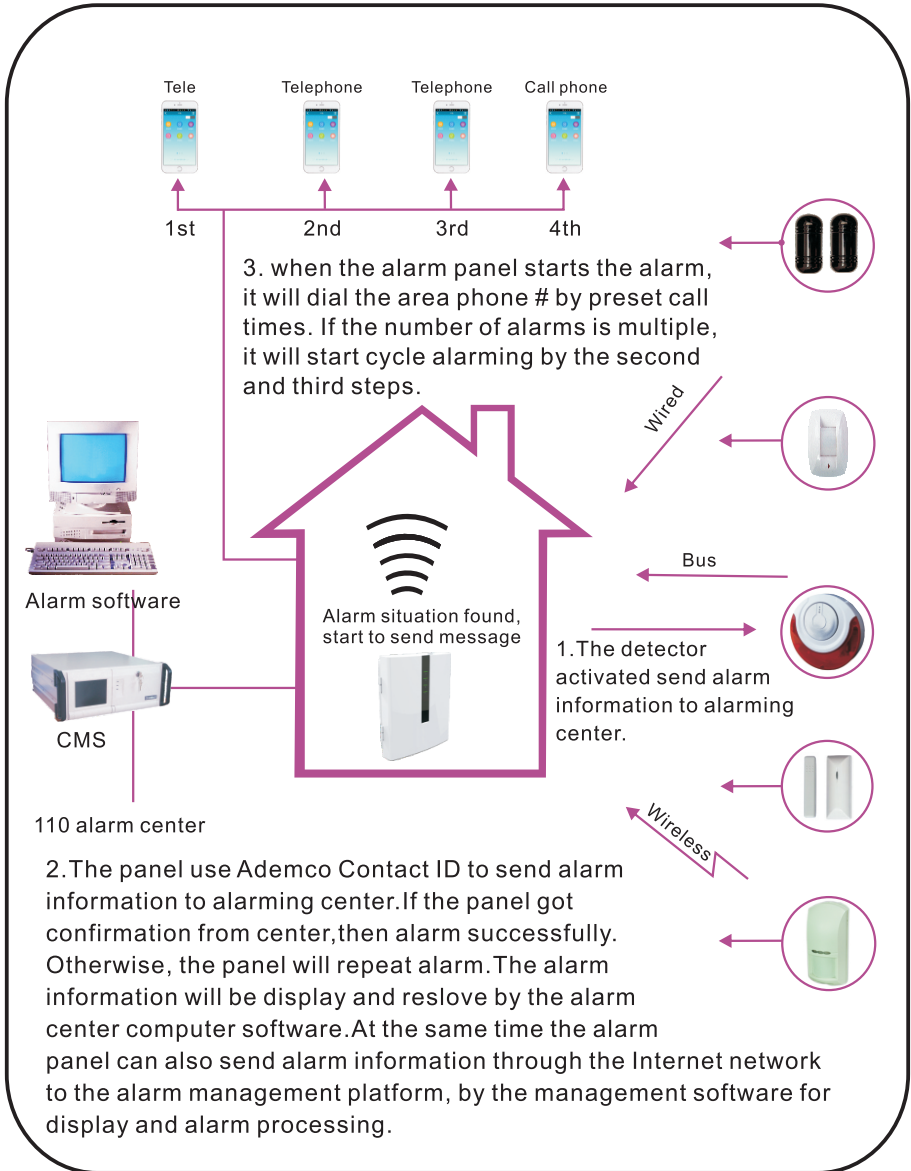 Tele
Telephone
Telephone
Call phone
1st
2nd
3rd
4th
3. when the alarm panel starts the alarm,
it will dial the area phone # by preset call
times. If the number of alarms is multiple,
it will start cycle alarming by the second
and third steps.
Wired
Bus
Alarm software
Alarm situation found,
start to send message
1.The detector
activated send alarm
information to alarming
center.
CMS
Wireless
110 alarm center
2.The panel use Ademco Contact ID to send alarm
information to alarming center.If the panel got
confirmation from center,then alarm successfully.
Otherwise, the panel will repeat alarm.The alarm
information will be display and reslove by the alarm
center computer software.At the same time the alarm
panel can also send alarm information through the Internet network
to the alarm management platform, by the management software for
display and alarm processing.